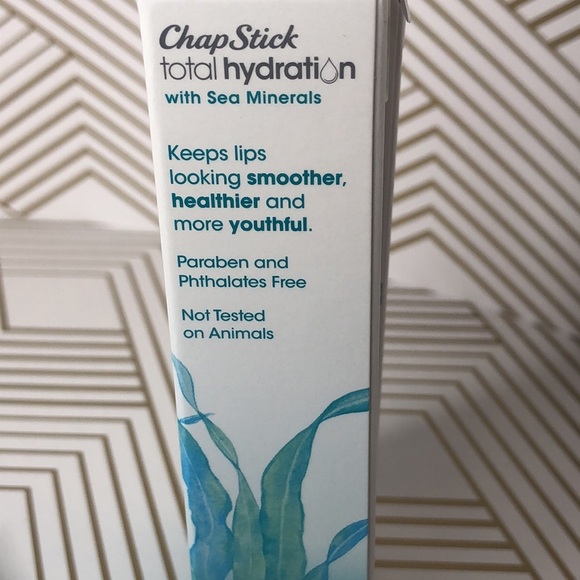 ChapStick
total hydration
with Sea Minerals
Keeps lips
looking smoother,
healthier and
more youthful.
Paraben and
Phthalates Free
Not Tested
on Animals